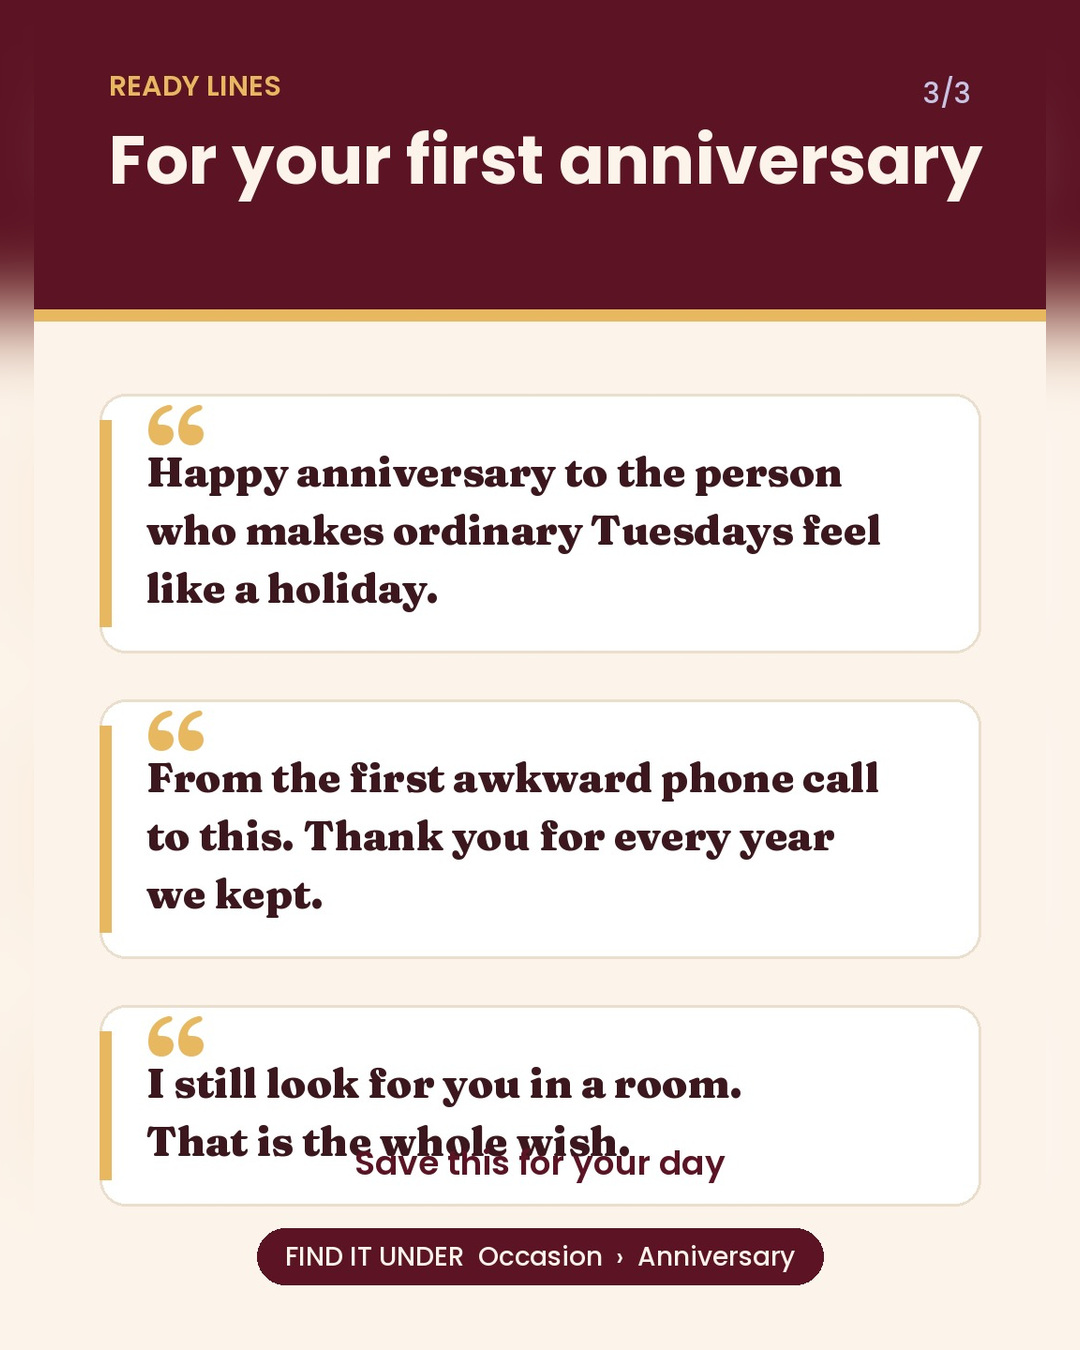 READY LINES
3/3
For your first anniversary
“
Happy anniversary to the person
who makes ordinary Tuesdays feel
like a holiday.
“
From the first awkward phone call
to this. Thank you for every year
we kept.
“
I still look for you in a room.
That is the whole wish.
Save this for your day
FIND IT UNDER Occasion › Anniversary